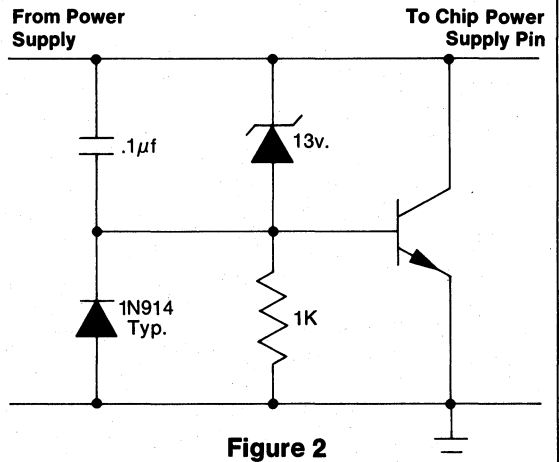 From Power
Supply
To Chip Power
Supply Pin
.1µf
13v.
1N914
Typ.
1K
Figure 2